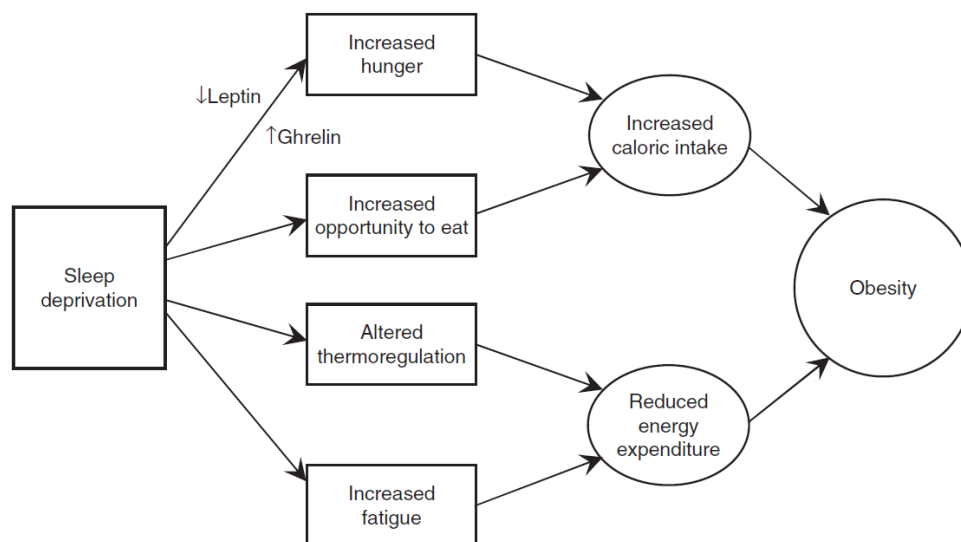 Increased
hunger
↓Leptin
↑Ghrelin
Increased
caloric intake
Increased
opportunity to eat
Sleep
deprivation
Obesity
Altered
thermoregulation
Reduced
energy
expenditure
Increased
fatigue